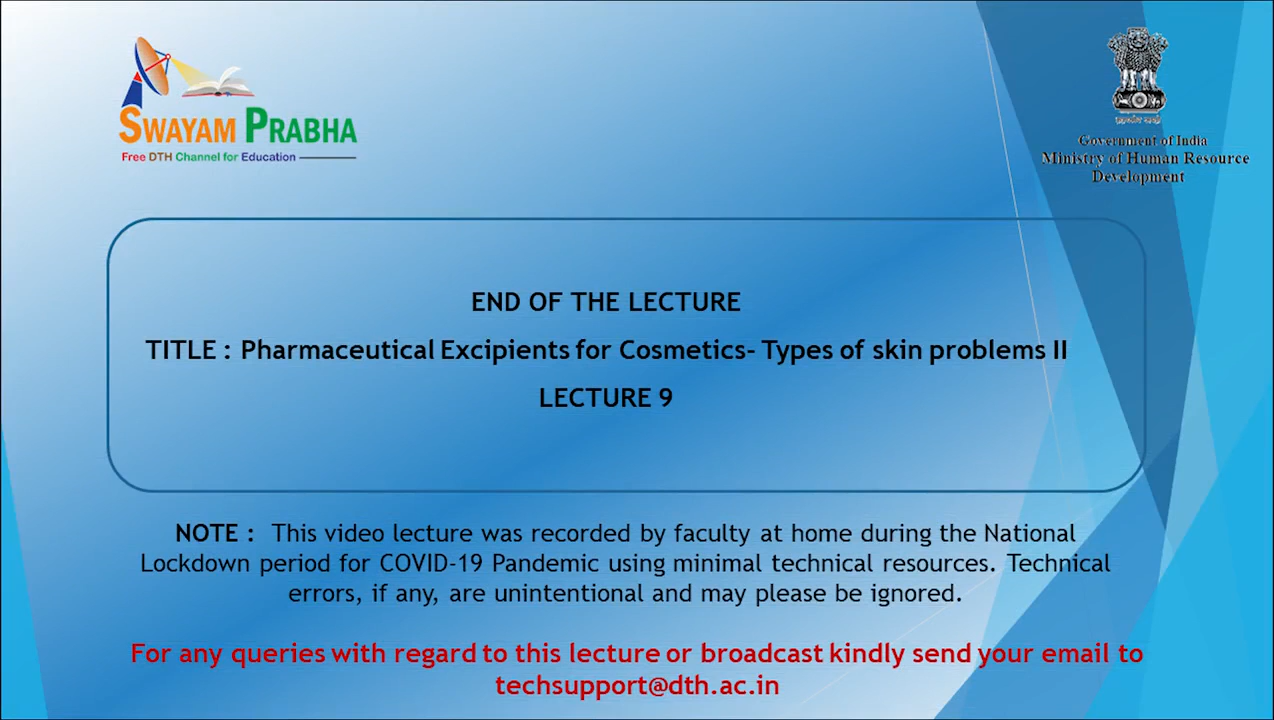 SWAYAM PRABHA
Free DTH Channel for Education
Government of India
Ministry of Human Resource
Development
END OF THE LECTURE
TITLE : Pharmaceutical Excipients for Cosmetics- Types of skin problems II
LECTURE 9
NOTE : This video lecture was recorded by faculty at home during the National
Lockdown period for COVID-19 Pandemic using minimal technical resources. Technical
errors, if any, are unintentional and may please be ignored.
For any queries with regard to this lecture or broadcast kindly send your email to
techsupport@dth.ac.in